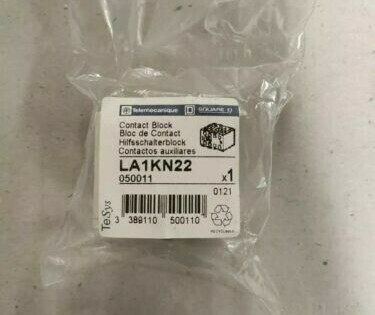 Telemecanique D SQUARE D
Contact Block
Bloc de Contact
Hilfsschalterblock
Contactos auxiliares
LA1KN22
050011 x1
0121
TeSys
3 389110 500110